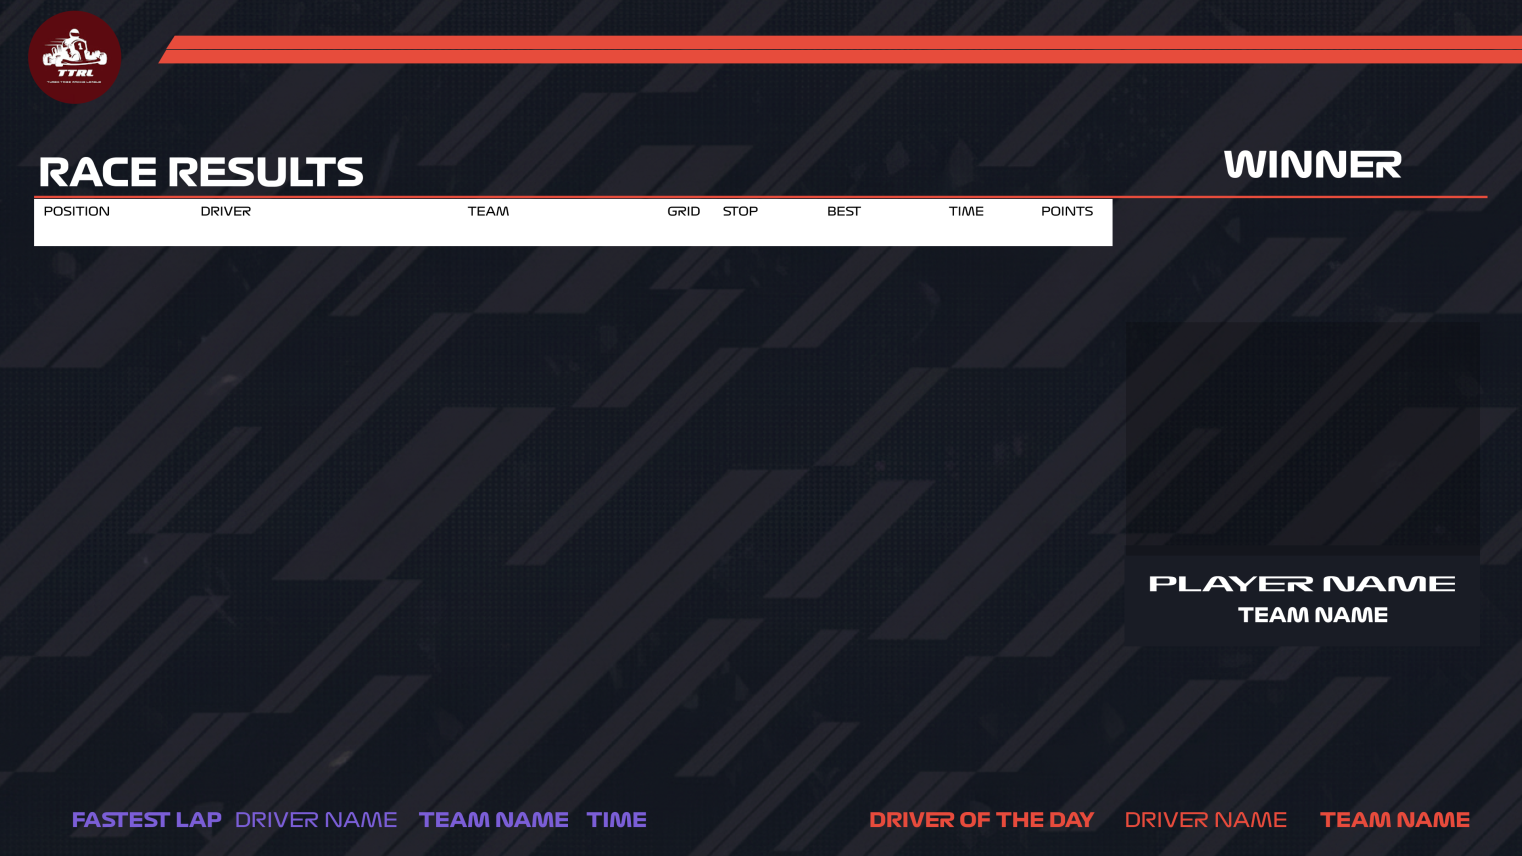 TTRL
RACE RESULTS
WINNER
POSITION DRIVER TEAM GRID STOP BEST TIME POINTS
PLAYER NAME
TEAM NAME
FASTEST LAP DRIVER NAME TEAM NAME TIME
DRIVER OF THE DAY DRIVER NAME TEAM NAME